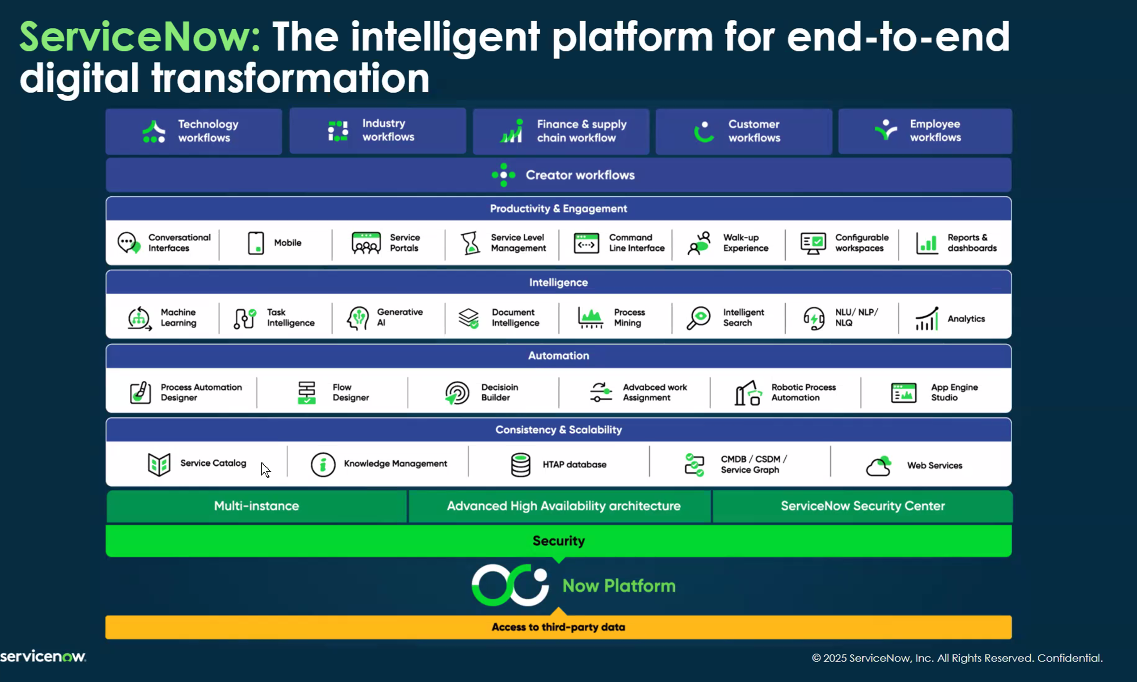 ServiceNow: The intelligent platform for end-to-end
digital transformation
Technology
workflows
Industry
workflows
Finance & supply
chain workflow
Customer
workflows
Employee
workflows
Creator workflows
Productivity & Engagement
Conversational
Interfaces
Mobile
Service
Portals
Service Level
Management
Command
Line Interface
Walk-up
Experience
Configurable
workspaces
Reports &
dashboards
Intelligence
Machine
Learning
Task
Intelligence
Generative
AI
Document
Intelligence
Process
Mining
Intelligent
Search
NLU/ NLP/
NLQ
Analytics
Automation
Process Automation
Designer
Flow
Designer
Decisioin
Builder
Advabced work
Assignment
Robotic Process
Automation
App Engine
Studio
Consistency & Scalability
Service Catalog
Knowledge Management
HTAP database
CMDB / CSDM /
Service Graph
Web Services
Multi-instance
Advanced High Availability architecture
ServiceNow Security Center
Security
Now Platform
Access to third-party data
servicenow.
© 2025 ServiceNow, Inc. All Rights Reserved. Confidential.